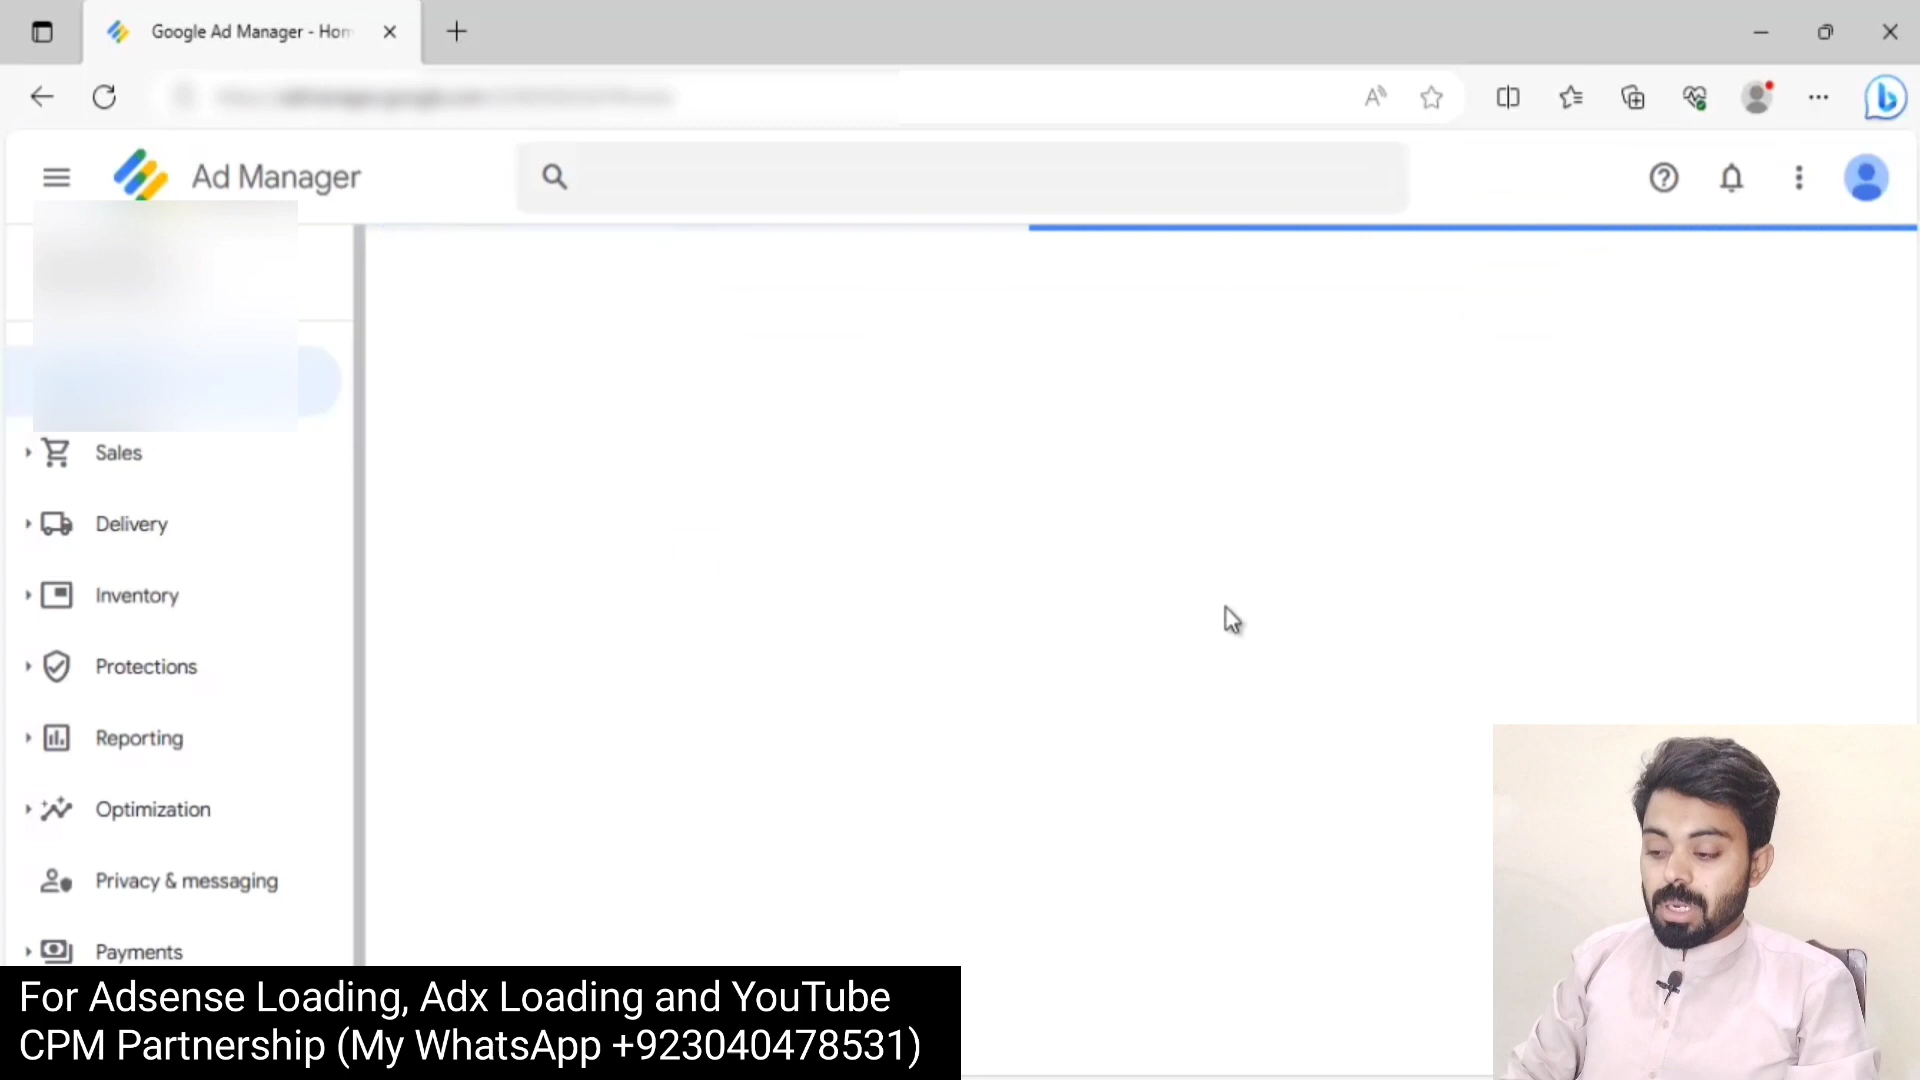 Google Ad Manager - Hom
Ad Manager
Sales
Delivery
Inventory
Protections
Reporting
Optimization
Privacy & messaging
Payments
For Adsense Loading, Adx Loading and YouTube
CPM Partnership (My WhatsApp +923040478531)